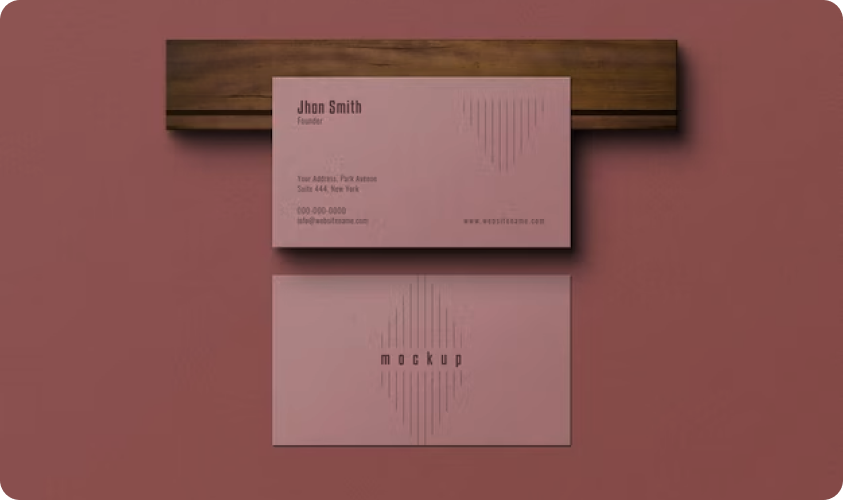 Jhon Smith
Founder
Your Address, Park Avenue
Suite 444, New York
000-000-0000
info@websitename.com
www.websitename.com
mockup